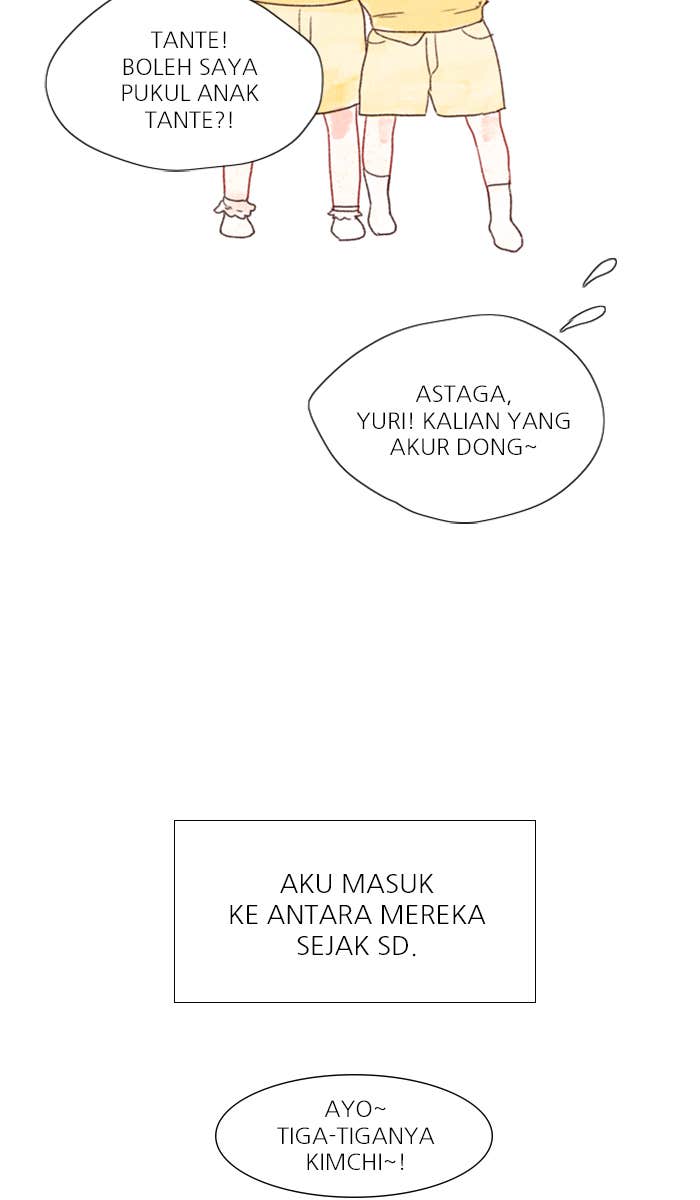 TANTE!
BOLEH SAYA
PUKUL ANAK
TANTE?!
ASTAGA,
YURI! KALIAN YANG
AKUR DONG~
AKU MASUK
KE ANTARA MEREKA
SEJAK SD.
AYO~
TIGA-TIGANYA
KIMCHI~!